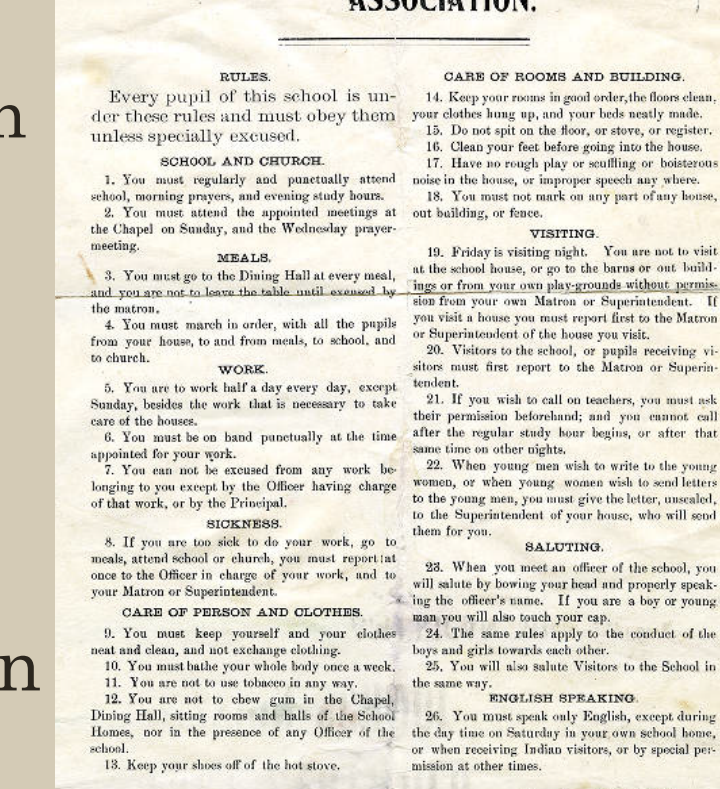 ASSOCIATION.
n
n
RULES.
Every pupil of this school is un-
der these rules and must obey them
unless specially excused.
SCHOOL AND CHURCH.
1. You must regularly and punctually attend
school, morning prayers, and evening study hours.
2. You must attend the appointed meetings at
the Chapel on Sunday, and the Wednesday prayer-
meeting.
MEALS.
3. You must go to the Dining Hall at every meal,
and you are not to leave the table until excused by
the matron.
4. You must march in order, with all the pupils
from your house, to and from meals, to school, and
to church.
WORK.
5. You are to work half a day every day, except
Sunday, besides the work that is necessary to take
care of the houses.
6. You must be on hand punctually at the time
appointed for your work.
7. You can not be excused from any work be-
longing to you except by the Officer having charge
of that work, or by the Principal.
SICKNESS.
8. If you are too sick to do your work, go to
meals, attend school or church, you must report at
once to the Officer in charge of your work, and to
your Matron or Superintendent.
CARE OF PERSON AND CLOTHES.
9. You must keep yourself and your clothes
neat and clean, and not exchange clothing.
10. You must bathe your whole body once a week.
11. You are not to use tobacco in any way.
12. You are not to chew gum in the Chapel,
Dining Hall, sitting rooms and halls of the School
Homes, nor in the presence of any Officer of the
school.
13. Keep your shoes off of the hot stove.
CARE OF ROOMS AND BUILDING.
14. Keep your rooms in good order, the floors clean,
your clothes hung up, and your beds neatly made.
15. Do not spit on the floor, or stove, or register.
16. Clean your feet before going into the house.
17. Have no rough play or scuffling or boisterous
noise in the house, or improper speech any where.
18. You must not mark on any part of any house,
out building, or fence.
VISITING.
19. Friday is visiting night. You are not to visit
at the school house, or go to the barns or out build-
ings or from your own play-grounds without permis-
sion from your own Matron or Superintendent. If
you visit a house you must report first to the Matron
or Superintendent of the house you visit.
20. Visitors to the school, or pupils receiving vi-
sitors must first report to the Matron or Superin-
tendent.
21. If you wish to call on teachers, you must ask
their permission beforehand; and you cannot call
after the regular study hour begins, or after that
same time on other nights.
22. When young men wish to write to the young
women, or when young women wish to send letters
to the young men, you must give the letter, unsealed,
to the Superintendent of your house, who will send
them for you.
SALUTING.
23. When you meet an officer of the school, you
will salute by bowing your head and properly speak-
ing the officer's name. If you are a boy or young
man you will also touch your cap.
24. The same rules apply to the conduct of the
boys and girls towards each other.
25. You will also salute Visitors to the School in
the same way.
ENGLISH SPEAKING.
26. You must speak only English, except during
the day time on Saturday in your own school home,
or when receiving Indian visitors, or by special per-
mission at other times.